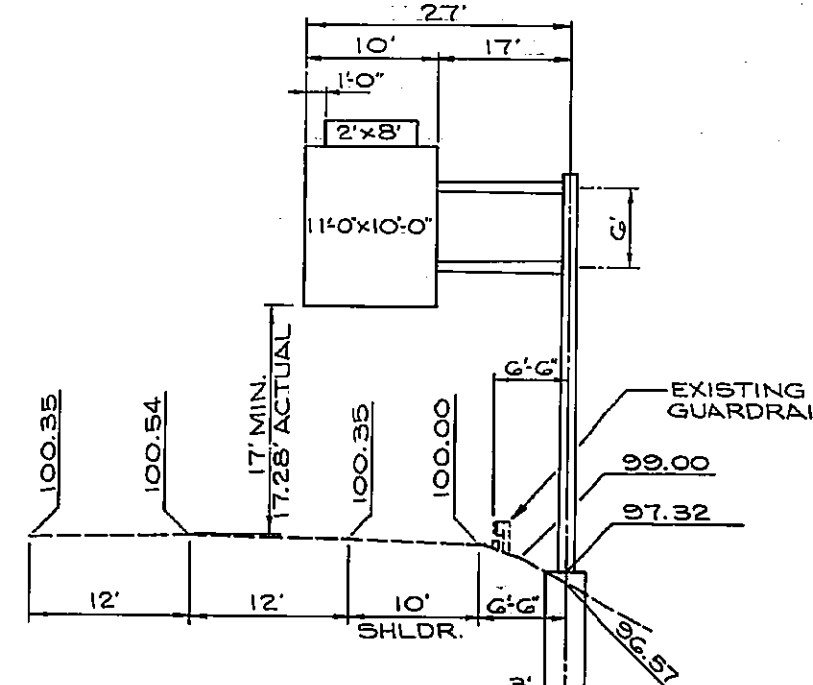 27'
10'
17'
1'-0"
2'x8'
11'-0"x10'-0"
6'
17' MIN.
17.28' ACTUAL
6'-6"
EXISTING
GUARDRAI
100.35
100.54
100.35
100.00
99.00
97.32
12'
12'
10'
SHLDR.
6'-6"
96.57